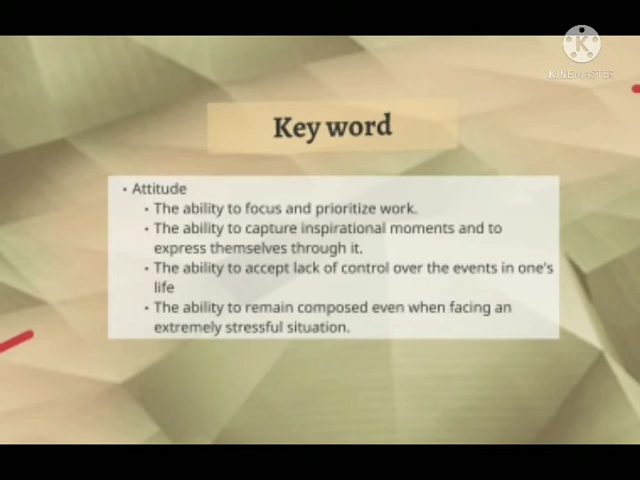 K
KINEMASTER
Key word
• Attitude
• The ability to focus and prioritize work.
• The ability to capture inspirational moments and to
express themselves through it.
• The ability to accept lack of control over the events in one's
life
• The ability to remain composed even when facing an
extremely stressful situation.